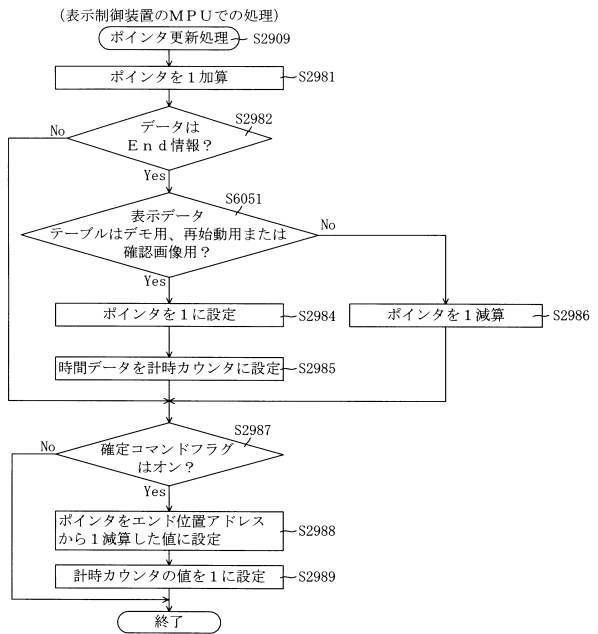 (表示制御装置のMPUでの処理)
ポインタ更新処理
S2909
ポインタを1加算
S2981
S2982
データは
End情報？
No
Yes
S6051
表示データ
テーブルはデモ用、再始動用または
確認画像用？
No
Yes
ポインタを1に設定
S2984
ポインタを1減算
S2986
時間データを計時カウンタに設定
S2985
S2987
確定コマンドフラグ
はオン？
No
Yes
ポインタをエンド位置アドレス
から1減算した値に設定
S2988
計時カウンタの値を1に設定
S2989
終了